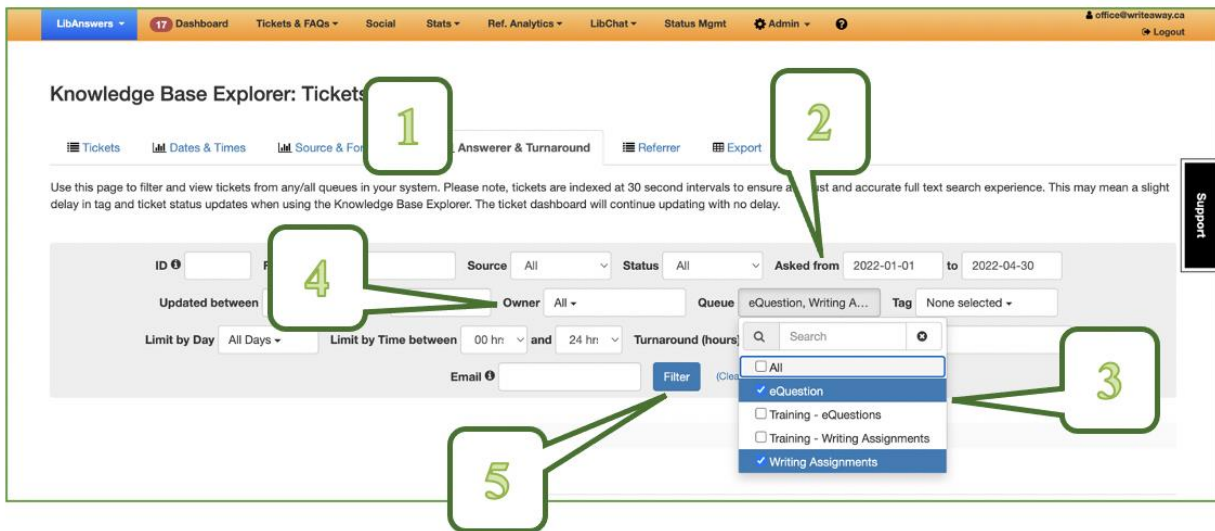 LibAnswers 17 Dashboard Tickets & FAQs Social Stats Ref. Analytics LibChat Status Mgmt Admin
office@writeaway.ca
Logout
Knowledge Base Explorer: Tickets
1
2
Tickets Dates & Times Source & For Answerer & Turnaround Referrer Export
Use this page to filter and view tickets from any/all queues in your system. Please note, tickets are indexed at 30 second intervals to ensure a ust and accurate full text search experience. This may mean a slight
delay in tag and ticket status updates when using the Knowledge Base Explorer. The ticket dashboard will continue updating with no delay.
Support
ID Source All Status All Asked from 2022-01-01 to 2022-04-30
4
Updated between Owner All Queue eQuestion, Writing A... Tag None selected
Limit by Day All Days Limit by Time between 00 hr: and 24 hr: Turnaround (hours)
Search
Email Filter (Clea
All
eQuestion
3
Training - eQuestions
Training - Writing Assignments
Writing Assignments
5